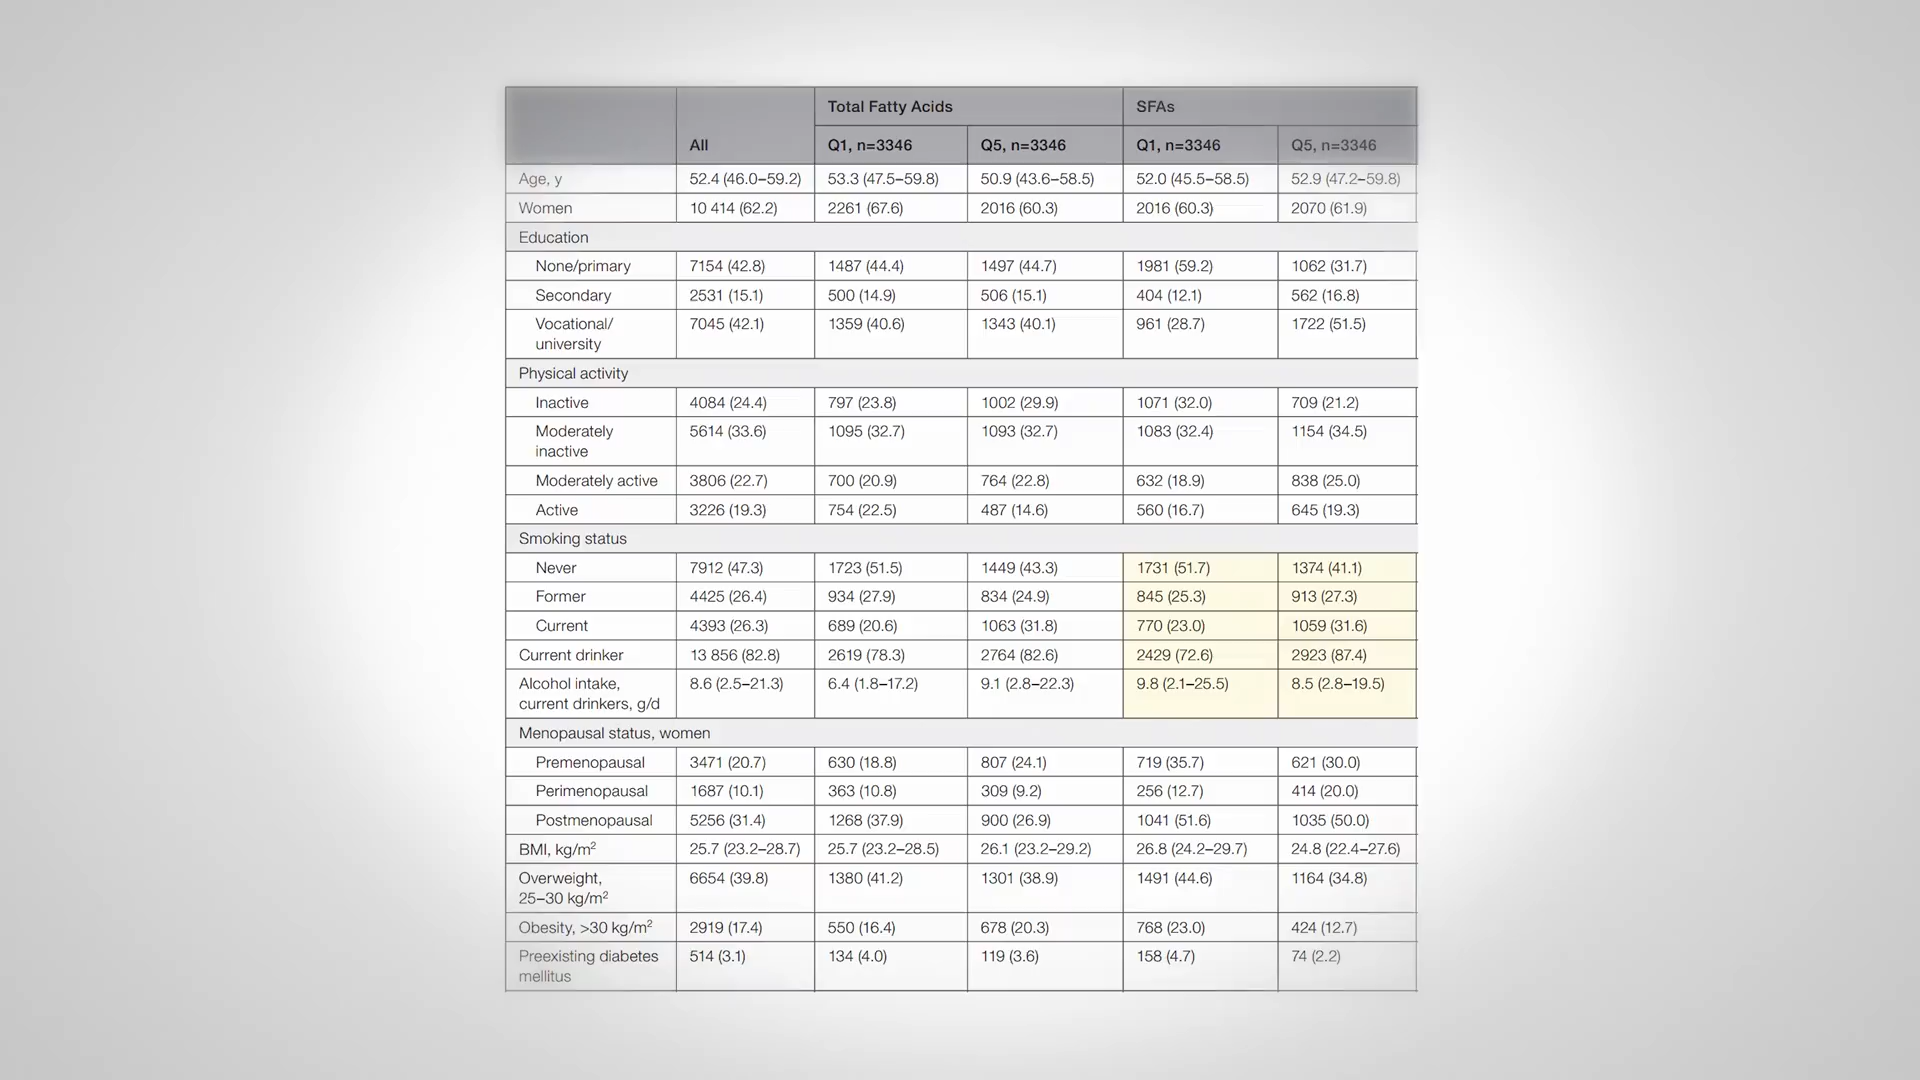 Total Fatty Acids SFAs
All Q1, n=3346 Q5, n=3346 Q1, n=3346 Q5, n=3346
Age, y 52.4 (46.0–59.2) 53.3 (47.5–59.8) 50.9 (43.6–58.5) 52.0 (45.5–58.5) 52.9 (47.2–59.8)
Women 10 414 (62.2) 2261 (67.6) 2016 (60.3) 2016 (60.3) 2070 (61.9)
Education
None/primary 7154 (42.8) 1487 (44.4) 1497 (44.7) 1981 (59.2) 1062 (31.7)
Secondary 2531 (15.1) 500 (14.9) 506 (15.1) 404 (12.1) 562 (16.8)
Vocational/ 7045 (42.1) 1359 (40.6) 1343 (40.1) 961 (28.7) 1722 (51.5)
university
Physical activity
Inactive 4084 (24.4) 797 (23.8) 1002 (29.9) 1071 (32.0) 709 (21.2)
Moderately 5614 (33.6) 1095 (32.7) 1093 (32.7) 1083 (32.4) 1154 (34.5)
inactive
Moderately active 3806 (22.7) 700 (20.9) 764 (22.8) 632 (18.9) 838 (25.0)
Active 3226 (19.3) 754 (22.5) 487 (14.6) 560 (16.7) 645 (19.3)
Smoking status
Never 7912 (47.3) 1723 (51.5) 1449 (43.3) 1731 (51.7) 1374 (41.1)
Former 4425 (26.4) 934 (27.9) 834 (24.9) 845 (25.3) 913 (27.3)
Current 4393 (26.3) 689 (20.6) 1063 (31.8) 770 (23.0) 1059 (31.6)
Current drinker 13 856 (82.8) 2619 (78.3) 2764 (82.6) 2429 (72.6) 2923 (87.4)
Alcohol intake, 8.6 (2.5–21.3) 6.4 (1.8–17.2) 9.1 (2.8–22.3) 9.8 (2.1–25.5) 8.5 (2.8–19.5)
current drinkers, g/d
Menopausal status, women
Premenopausal 3471 (20.7) 630 (18.8) 807 (24.1) 719 (35.7) 621 (30.0)
Perimenopausal 1687 (10.1) 363 (10.8) 309 (9.2) 256 (12.7) 414 (20.0)
Postmenopausal 5256 (31.4) 1268 (37.9) 900 (26.9) 1041 (51.6) 1035 (50.0)
BMI, kg/m² 25.7 (23.2–28.7) 25.7 (23.2–28.5) 26.1 (23.2–29.2) 26.8 (24.2–29.7) 24.8 (22.4–27.6)
Overweight, 6654 (39.8) 1380 (41.2) 1301 (38.9) 1491 (44.6) 1164 (34.8)
25–30 kg/m²
Obesity, >30 kg/m² 2919 (17.4) 550 (16.4) 678 (20.3) 768 (23.0) 424 (12.7)
Preexisting diabetes 514 (3.1) 134 (4.0) 119 (3.6) 158 (4.7) 74 (2.2)
mellitus